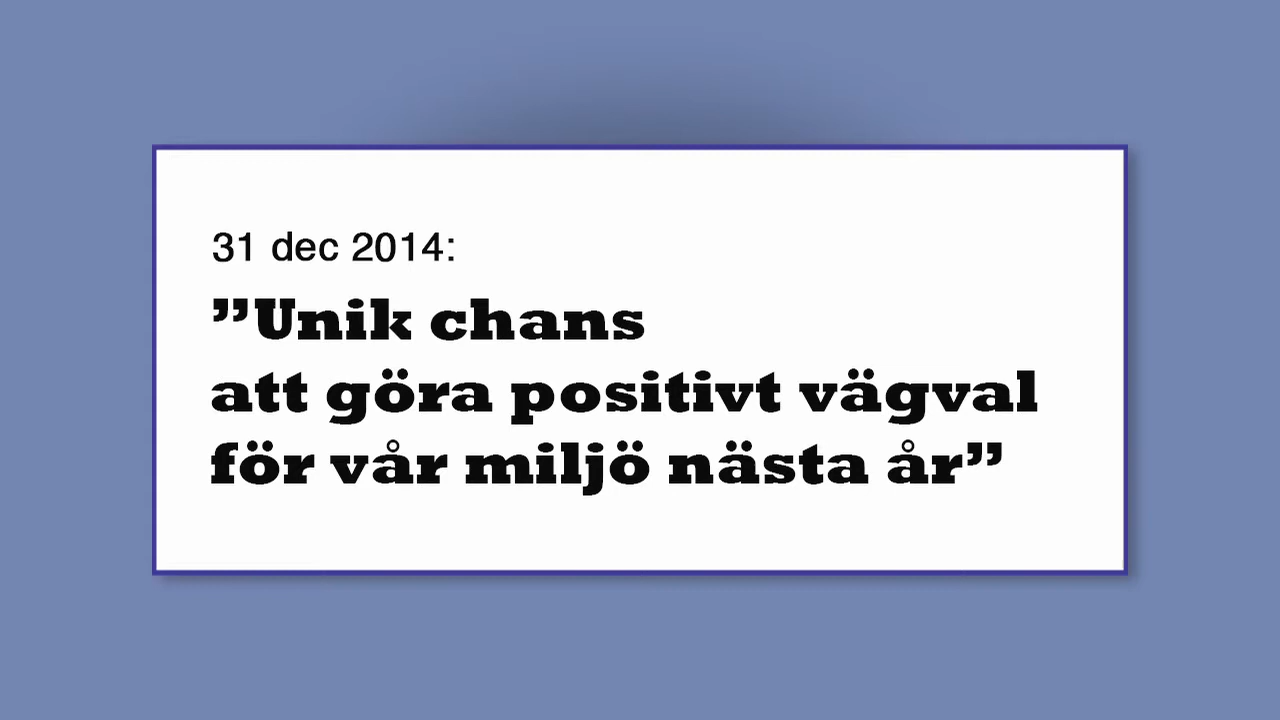 31 dec 2014:
”Unik chans
att göra positivt vägval
för vår miljö nästa år”